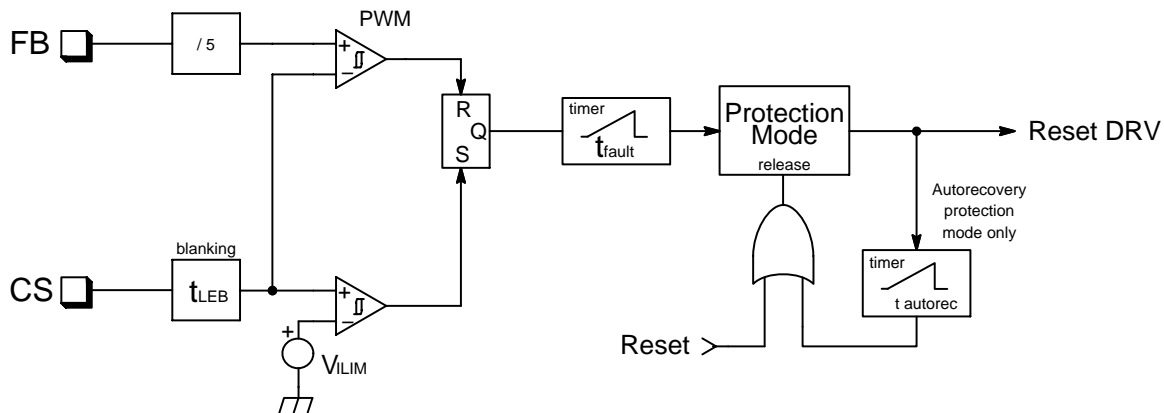 PWM
FB
/ 5
+
−
R
Q
S
timer
tfault
Protection
Mode
release
Reset DRV
Autorecovery
protection
mode only
blanking
CS
tLEB
+
−
+
VILIM
timer
t autorec
Reset